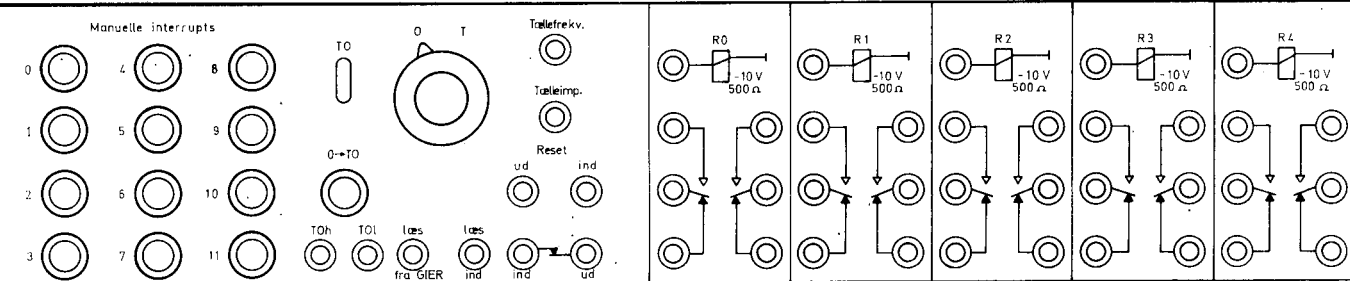 Manuelle interrupts
0 4 8
1 5 9
2 6 10
3 7 11
TO
0 T
0→TO
TOh TOl læs læs
fra GIER ind ind ud
Tællefrekv.
Tælleimp.
Reset
ud ind
R0
-10 V
500 Ω
R1
-10 V
500 Ω
R2
-10 V
500 Ω
R3
-10 V
500 Ω
R4
-10 V
500 Ω